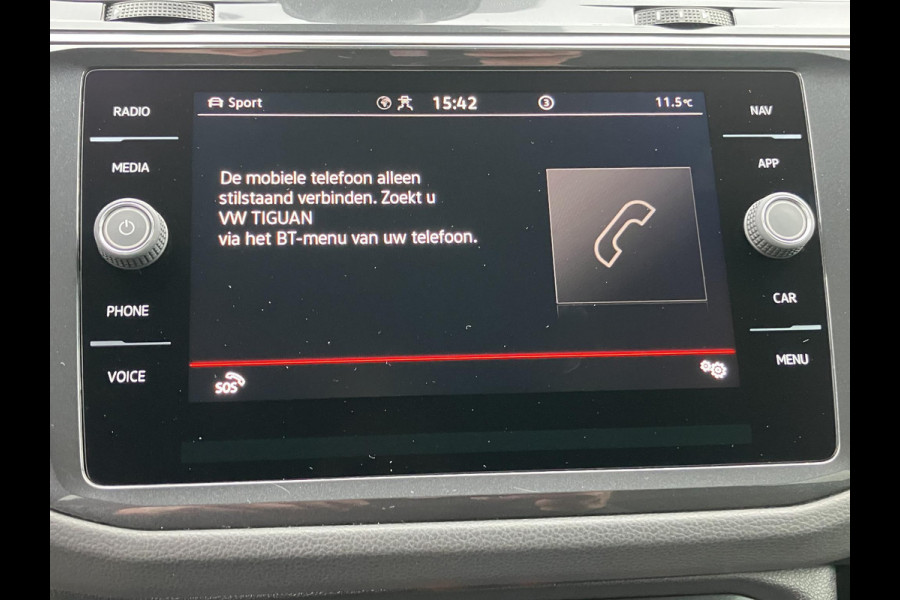 RADIO
MEDIA
PHONE
VOICE
Sport 15:42 3 11.5°C
De mobiele telefoon alleen
stilstaand verbinden. Zoekt u
VW TIGUAN
via het BT-menu van uw telefoon.
SOS
NAV
APP
CAR
MENU